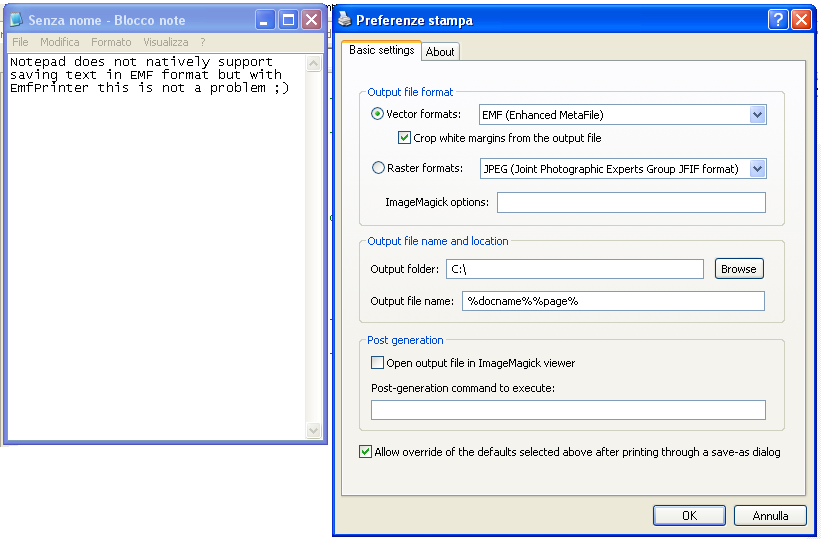 Senza nome - Blocco note
File Modifica Formato Visualizza ?
Notepad does not natively support
saving text in EMF format but with
EmfPrinter this is not a problem ;)
Preferenze stampa
Basic settings About
Output file format
Vector formats: EMF (Enhanced MetaFile)
Crop white margins from the output file
Raster formats: JPEG (Joint Photographic Experts Group JFIF format)
ImageMagick options:
Output file name and location
Output folder: C:\ Browse
Output file name: %docname%%page%
Post generation
Open output file in ImageMagick viewer
Post-generation command to execute:
Allow override of the defaults selected above after printing through a save-as dialog
OK Annulla